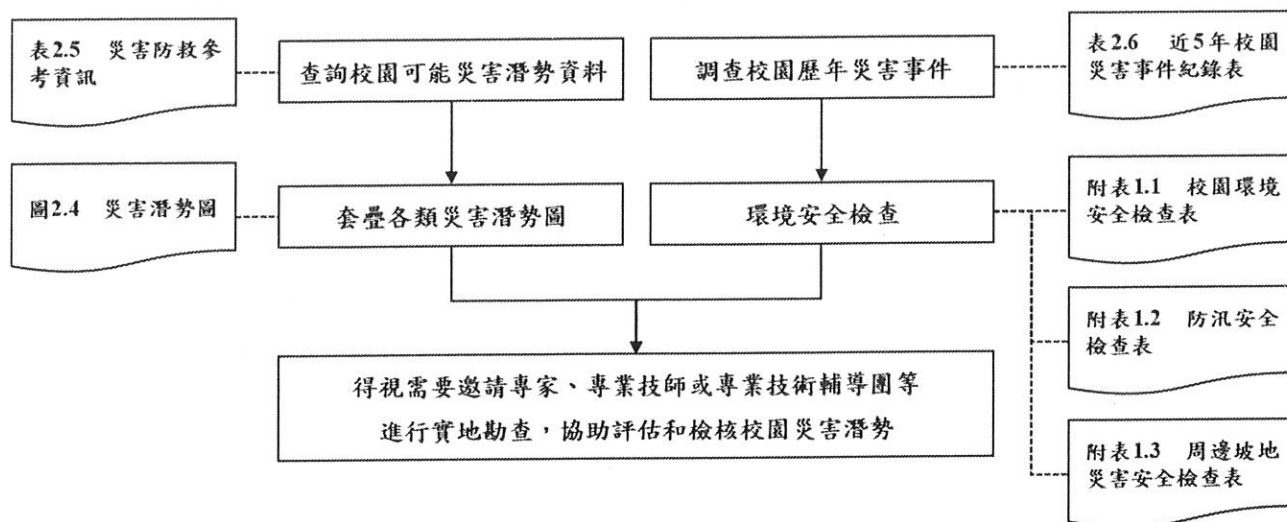 表2.5 災害防救參
考資訊
查詢校園可能災害潛勢資料
調查校園歷年災害事件
表2.6 近5年校園
災害事件紀錄表
圖2.4 災害潛勢圖
套疊各類災害潛勢圖
環境安全檢查
附表1.1 校園環境
安全檢查表
附表1.2 防汛安全
檢查表
得視需要邀請專家、專業技師或專業技術輔導團等
進行實地勘查,協助評估和檢核校園災害潛勢
附表1.3 周邊坡地
災害安全檢查表